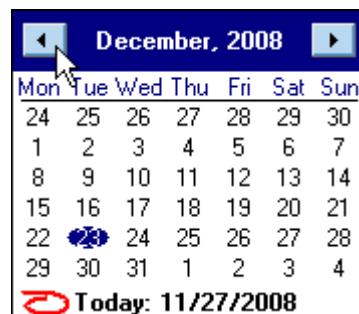 December, 2008
Mon Tue Wed Thu Fri Sat Sun
24 25 26 27 28 29 30
1 2 3 4 5 6 7
8 9 10 11 12 13 14
15 16 17 18 19 20 21
22 23 24 25 26 27 28
29 30 31 1 2 3 4
Today: 11/27/2008